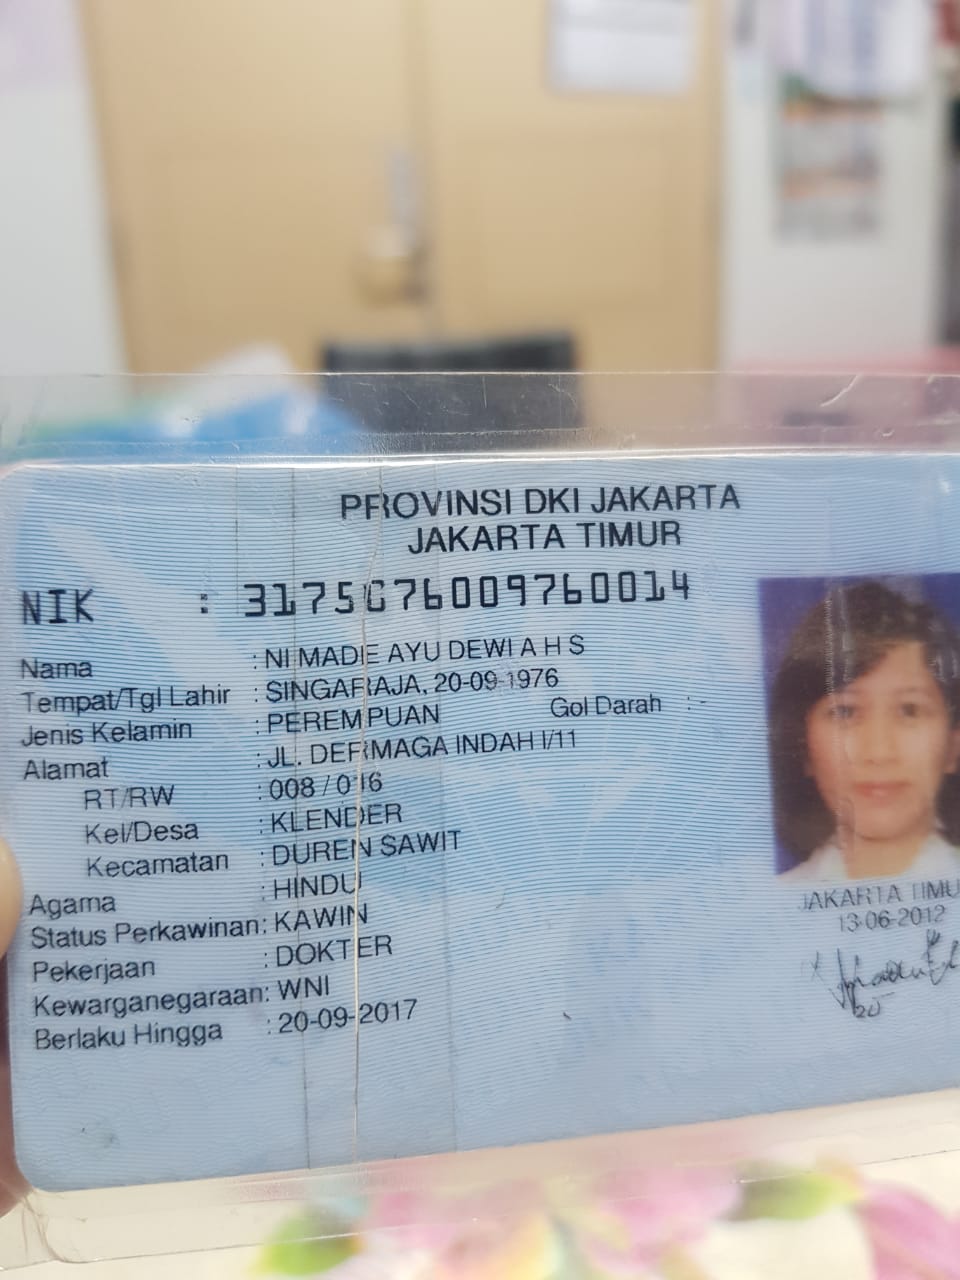 PROVINSI DKI JAKARTA
JAKARTA TIMUR
NIK : 3175076009760014
Nama : NI MADE AYU DEWI A H S
Tempat/Tgl Lahir : SINGARAJA, 20-09-1976
Jenis Kelamin : PEREMPUAN Gol Darah : -
Alamat : JL. DERMAGA INDAH I/11
RT/RW : 008 / 016
Kel/Desa : KLENDER
Kecamatan : DUREN SAWIT
Agama : HINDU
Status Perkawinan : KAWIN
Pekerjaan : DOKTER
Kewarganegaraan : WNI
Berlaku Hingga : 20-09-2017
JAKARTA TIMU
13-06-2012